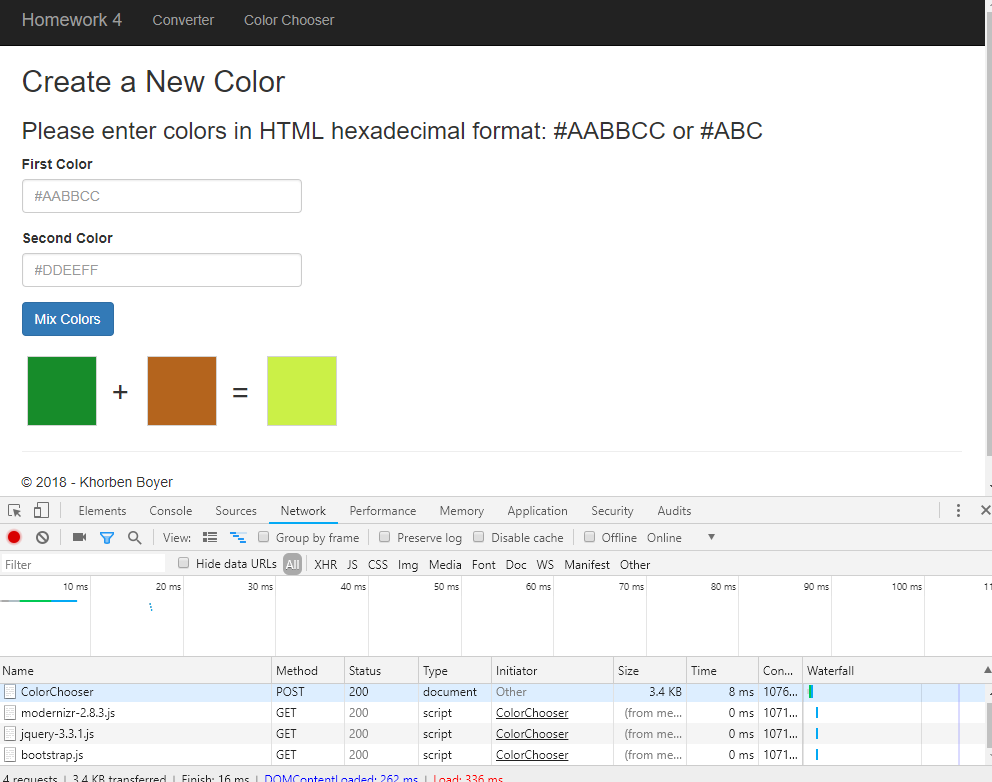 Homework 4 Converter Color Chooser
Create a New Color
Please enter colors in HTML hexadecimal format: #AABBCC or #ABC
First Color
#AABBCC
Second Color
#DDEEFF
Mix Colors
+ =
© 2018 - Khorben Boyer
Elements Console Sources Network Performance Memory Application Security Audits
View: Group by frame Preserve log Disable cache Offline Online
Filter Hide data URLs All XHR JS CSS Img Media Font Doc WS Manifest Other
10 ms 20 ms 30 ms 40 ms 50 ms 60 ms 70 ms 80 ms 90 ms 100 ms 11
Name Method Status Type Initiator Size Time Con... Waterfall
ColorChooser POST 200 document Other 3.4 KB 8 ms 1076...
modernizr-2.8.3.js GET 200 script ColorChooser (from me... 0 ms 1071...
jquery-3.3.1.js GET 200 script ColorChooser (from me... 0 ms 1071...
bootstrap.js GET 200 script ColorChooser (from me... 0 ms 1071...
4 requests | 3.4 KB transferred | Finish: 16 ms | DOMContentLoaded: 262 ms | Load: 336 ms